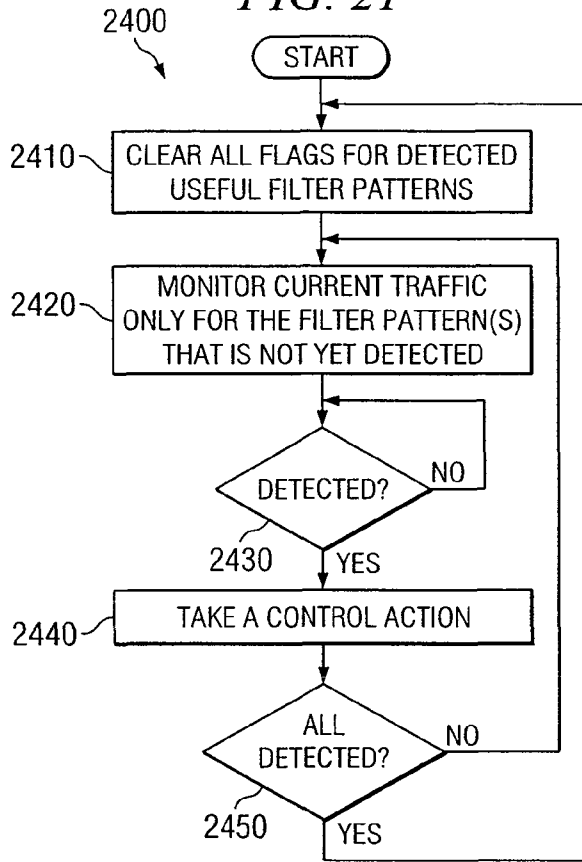 FIG. 21
2400
START
2410
CLEAR ALL FLAGS FOR DETECTED
USEFUL FILTER PATTERNS
2420
MONITOR CURRENT TRAFFIC
ONLY FOR THE FILTER PATTERN(S)
THAT IS NOT YET DETECTED
DETECTED?
NO
2430
YES
2440
TAKE A CONTROL ACTION
ALL
DETECTED?
NO
2450
YES